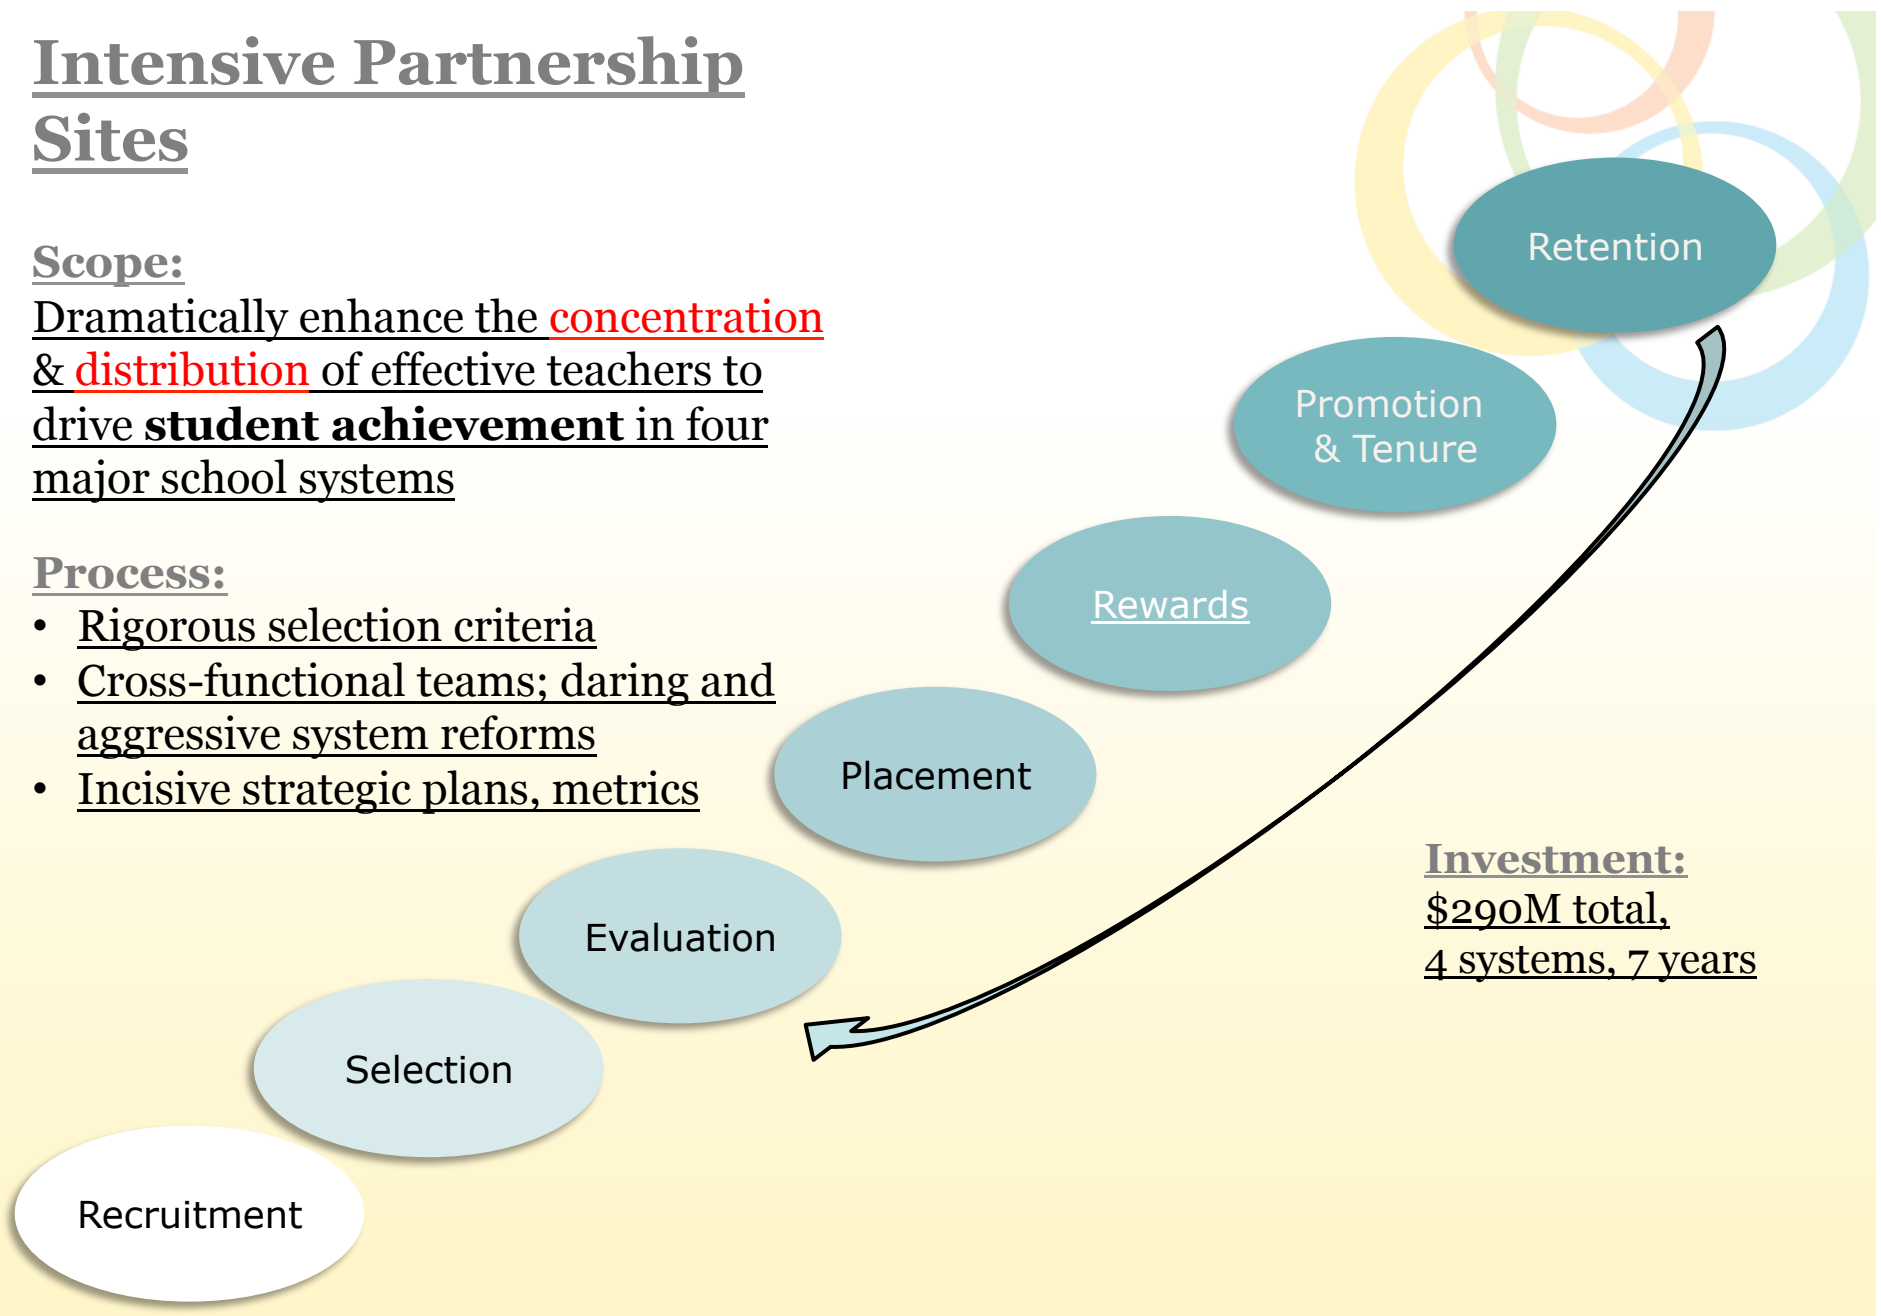 Intensive Partnership
Sites
Scope:
Dramatically enhance the concentration
& distribution of effective teachers to
drive student achievement in four
major school systems
Process:
• Rigorous selection criteria
• Cross-functional teams; daring and
aggressive system reforms
• Incisive strategic plans, metrics
Retention
Promotion
& Tenure
Rewards
Placement
Evaluation
Selection
Recruitment
Investment:
$290M total,
4 systems, 7 years